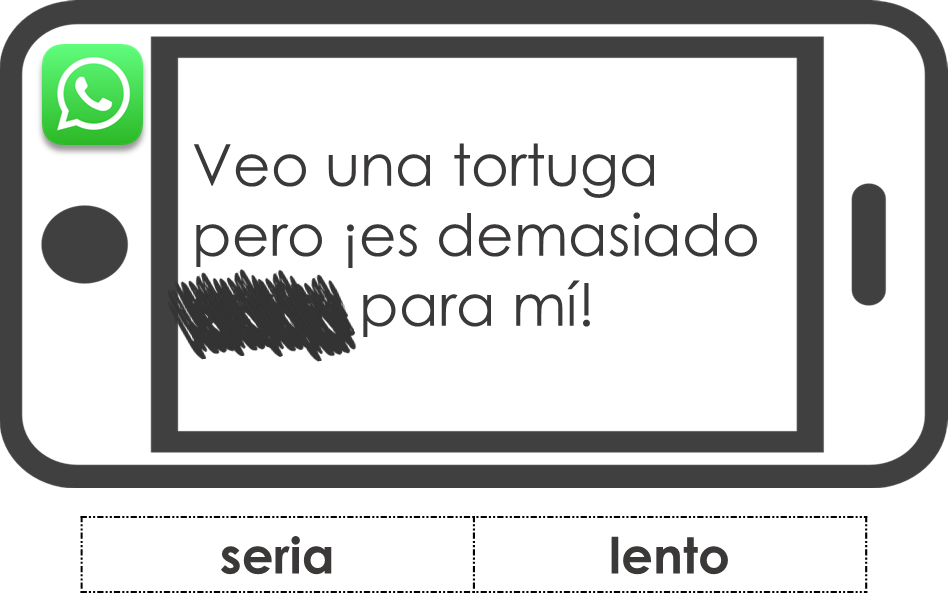 Veo una tortuga
pero ¡es demasiado
para mí!
seria
lento